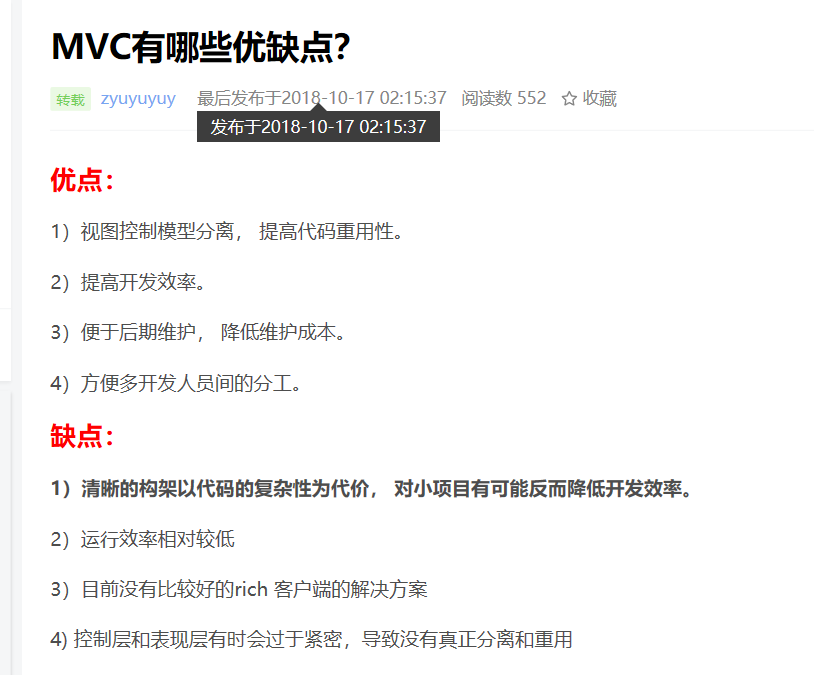 MVC有哪些优缺点?
转载 zyuyuyuy 最后发布于2018-10-17 02:15:37 阅读数 552 ☆ 收藏
发布于2018-10-17 02:15:37
优点：
1）视图控制模型分离， 提高代码重用性。
2）提高开发效率。
3）便于后期维护， 降低维护成本。
4）方便多开发人员间的分工。
缺点：
1）清晰的构架以代码的复杂性为代价， 对小项目有可能反而降低开发效率。
2）运行效率相对较低
3）目前没有比较好的rich 客户端的解决方案
4) 控制层和表现层有时会过于紧密，导致没有真正分离和重用